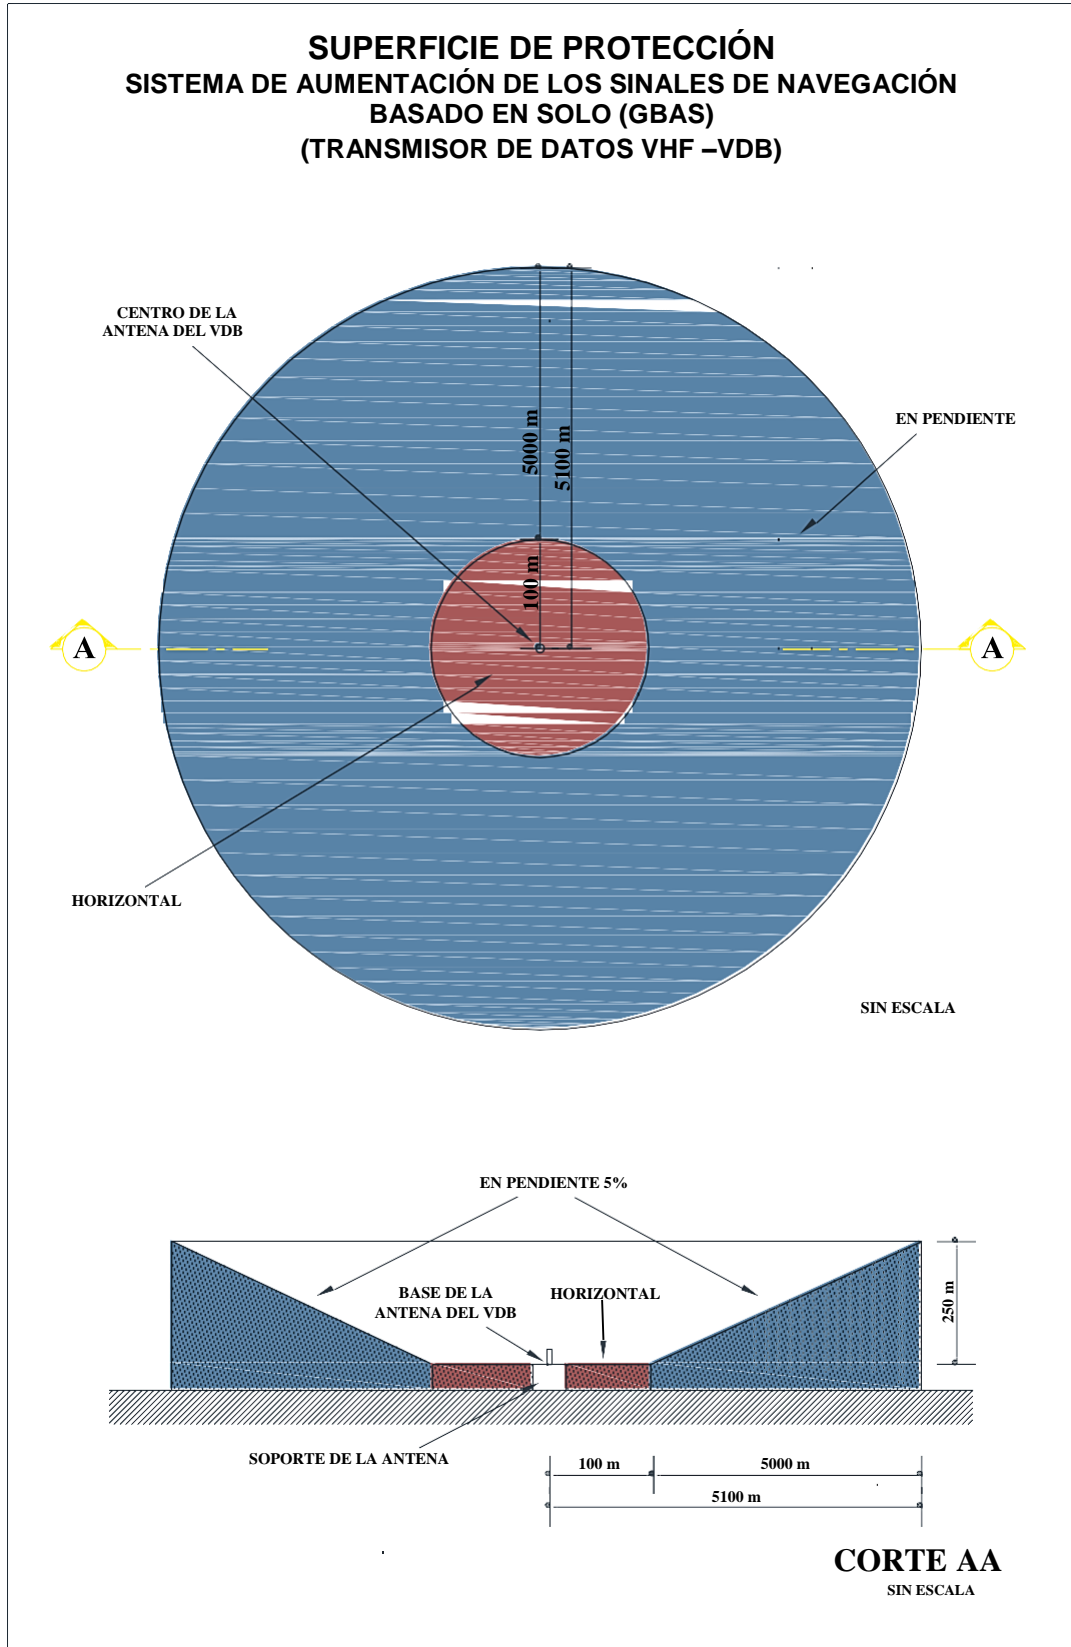 SUPERFICIE DE PROTECCIÓN
SISTEMA DE AUMENTACIÓN DE LOS SINALES DE NAVEGACIÓN
BASADO EN SOLO (GBAS)
(TRANSMISOR DE DATOS VHF –VDB)
CENTRO DE LA
ANTENA DEL VDB
EN PENDIENTE
5000 m
5100 m
100 m
A
A
HORIZONTAL
SIN ESCALA
EN PENDIENTE 5%
BASE DE LA
ANTENA DEL VDB
HORIZONTAL
250 m
SOPORTE DE LA ANTENA
100 m
5000 m
5100 m
CORTE AA
SIN ESCALA